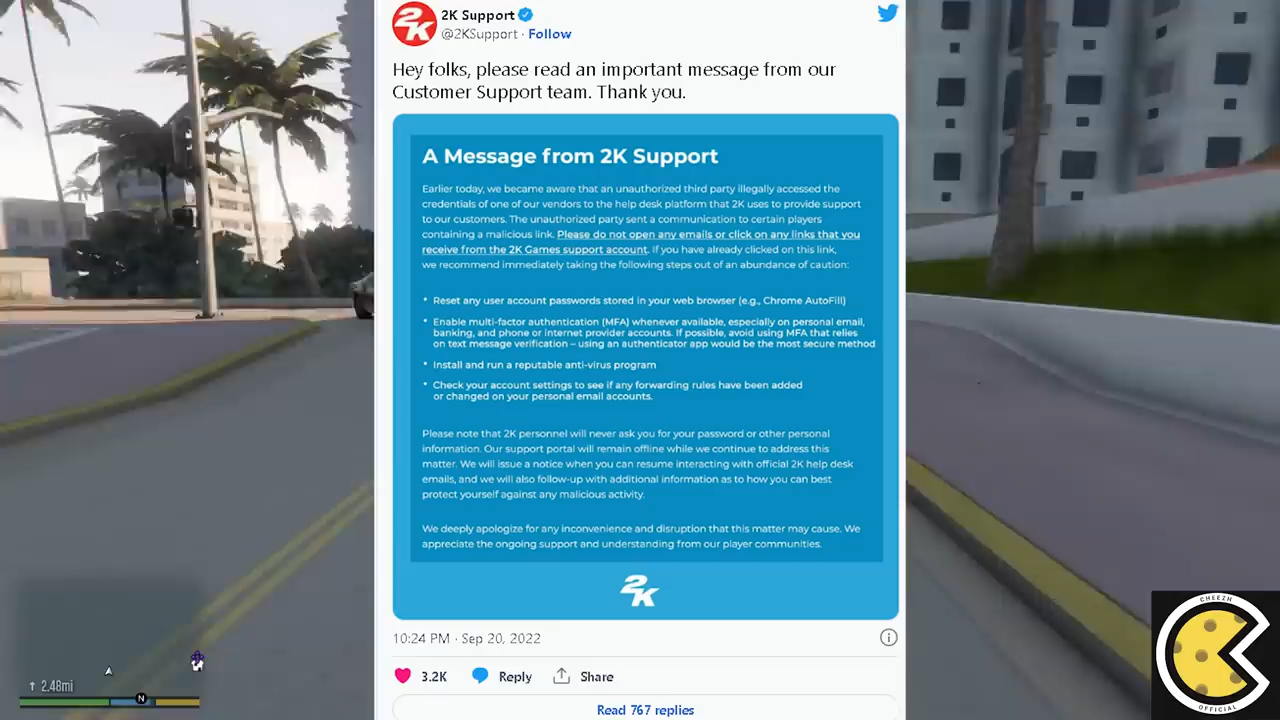 2K
2K Support
@2KSupport · Follow
Hey folks, please read an important message from our
Customer Support team. Thank you.
A Message from 2K Support
Earlier today, we became aware that an unauthorized third party illegally accessed the
credentials of one of our vendors to the help desk platform that 2K uses to provide support
to our customers. The unauthorized party sent a communication to certain players
containing a malicious link. Please do not open any emails or click on any links that you
receive from the 2K Games support account. If you have already clicked on this link,
we recommend immediately taking the following steps out of an abundance of caution:
• Reset any user account passwords stored in your web browser (e.g., Chrome AutoFill)
• Enable multi-factor authentication (MFA) whenever available, especially on personal email,
banking, and phone or internet provider accounts. If possible, avoid using MFA that relies
on text message verification – using an authenticator app would be the most secure method
• Install and run a reputable anti-virus program
• Check your account settings to see if any forwarding rules have been added
or changed on your personal email accounts.
Please note that 2K personnel will never ask you for your password or other personal
information. Our support portal will remain offline while we continue to address this
matter. We will issue a notice when you can resume interacting with official 2K help desk
emails, and we will also follow-up with additional information as to how you can best
protect yourself against any malicious activity.
We deeply apologize for any inconvenience and disruption that this matter may cause. We
appreciate the ongoing support and understanding from our player communities.
2K
10:24 PM · Sep 20, 2022
3.2K Reply Share
Read 767 replies
↑ 2.48mi
N
CHEEZH
OFFICIAL